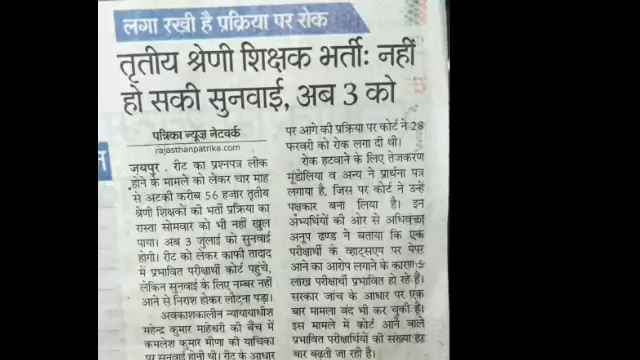 लगा रखी है प्रक्रिया पर रोक
तृतीय श्रेणी शिक्षक भर्ती: नहीं
हो सकी सुनवाई, अब 3 को
पत्रिका न्यूज नेटवर्क
rajasthanpatrika.com
जयपुर . रीट का प्रश्नपत्र लीक
होने के मामले को लेकर चार माह
से अटकी करीब 56 हजार तृतीय
श्रेणी शिक्षकों की भर्ती प्रक्रिया का
रास्ता सोमवार को भी नहीं खुल
पाया। अब 3 जुलाई को सुनवाई
होगी। रीट को लेकर काफी तादाद
में प्रभावित परीक्षार्थी कोर्ट पहुंचे,
लेकिन सुनवाई के लिए नम्बर नहीं
आने से निराश होकर लौटना पड़ा।
अवकाशकालीन न्यायाधीश
महेन्द्र कुमार माहेश्वरी की बैंच में
कमलेश कुमार मीणा की याचिका
पर सुनवाई होनी थी। रीट के आधार
पर आगे की प्रक्रिया पर कोर्ट ने 28
फरवरी को रोक लगा दी थी।
रोक हटवाने के लिए तेजकरण
मूंडोलिया व अन्य ने प्रार्थना पत्र
लगाया है, जिस पर कोर्ट ने उन्हें
पक्षकार बना लिया है। इन
अभ्यर्थियों की ओर से अधिवक्ता
अनूप ढण्ड ने बताया कि एक
परीक्षार्थी के व्हाट्सएप पर पेपर
आने का आरोप लगाने के कारण 5
लाख परीक्षार्थी प्रभावित हो रहे हैं।
सरकार जांच के आधार पर एक
बार मामला बंद भी कर चुकी है।
इस मामले में कोर्ट आने वाले
प्रभावित परीक्षार्थियों की संख्या हर
बार बढ़ती जा रही है।